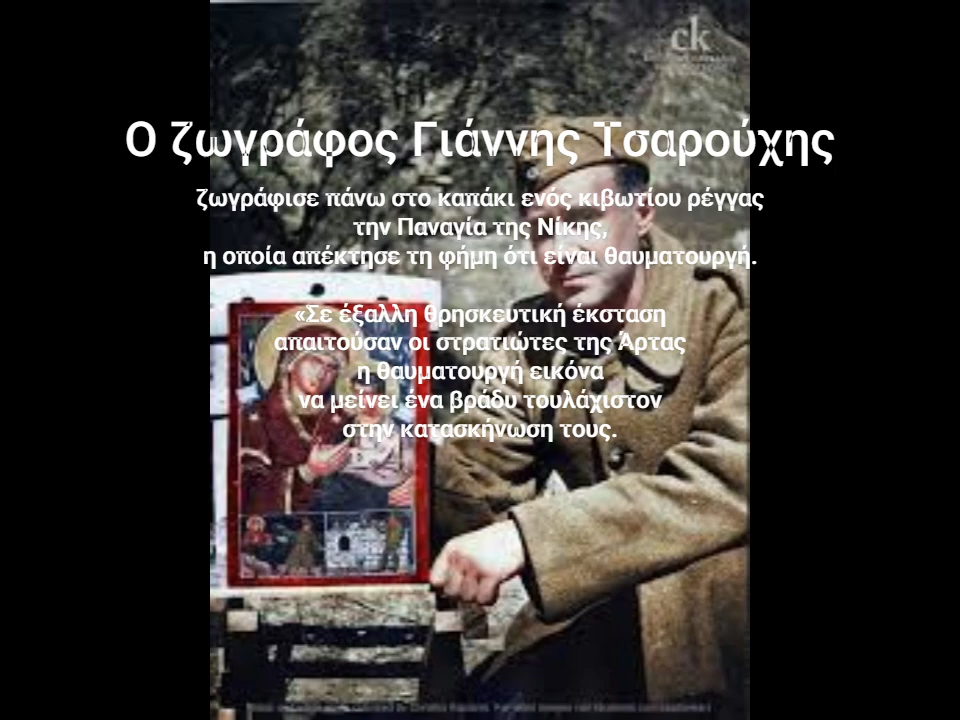 ck
Ο ζωγράφος Γιάννης Τσαρούχης
ζωγράφισε πάνω στο καπάκι ενός κιβωτίου ρέγγας
την Παναγία της Νίκης,
η οποία απέκτησε τη φήμη ότι είναι θαυματουργή.
«Σε έξαλλη θρησκευτική έκσταση
απαιτούσαν οι στρατιώτες της Άρτας
η θαυματουργή εικόνα
να μείνει ένα βράδυ τουλάχιστον
στην κατασκήνωση τους.